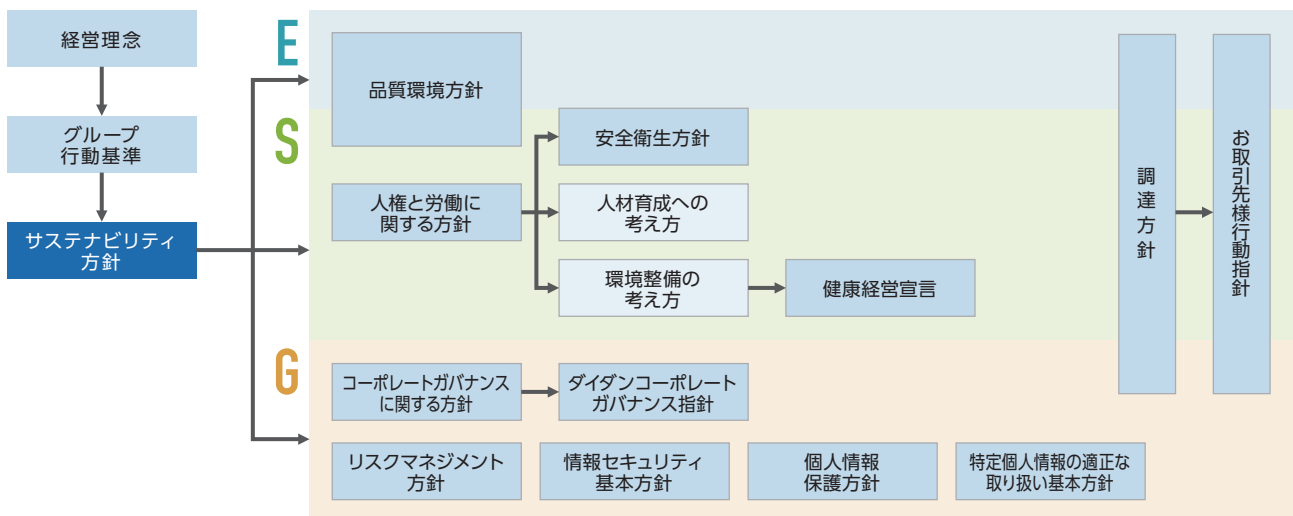 経営理念
グループ
行動基準
サステナビリティ
方針
E
品質環境方針
S
安全衛生方針
人権と労働に
関する方針
人材育成への
考え方
環境整備の
考え方
健康経営宣言
G
コーポレートガバナンス
に関する方針
ダイダンコーポレート
ガバナンス指針
リスクマネジメント
方針
情報セキュリティ
基本方針
個人情報
保護方針
特定個人情報の適正な
取り扱い基本方針
調達方針
お取引先様行動指針